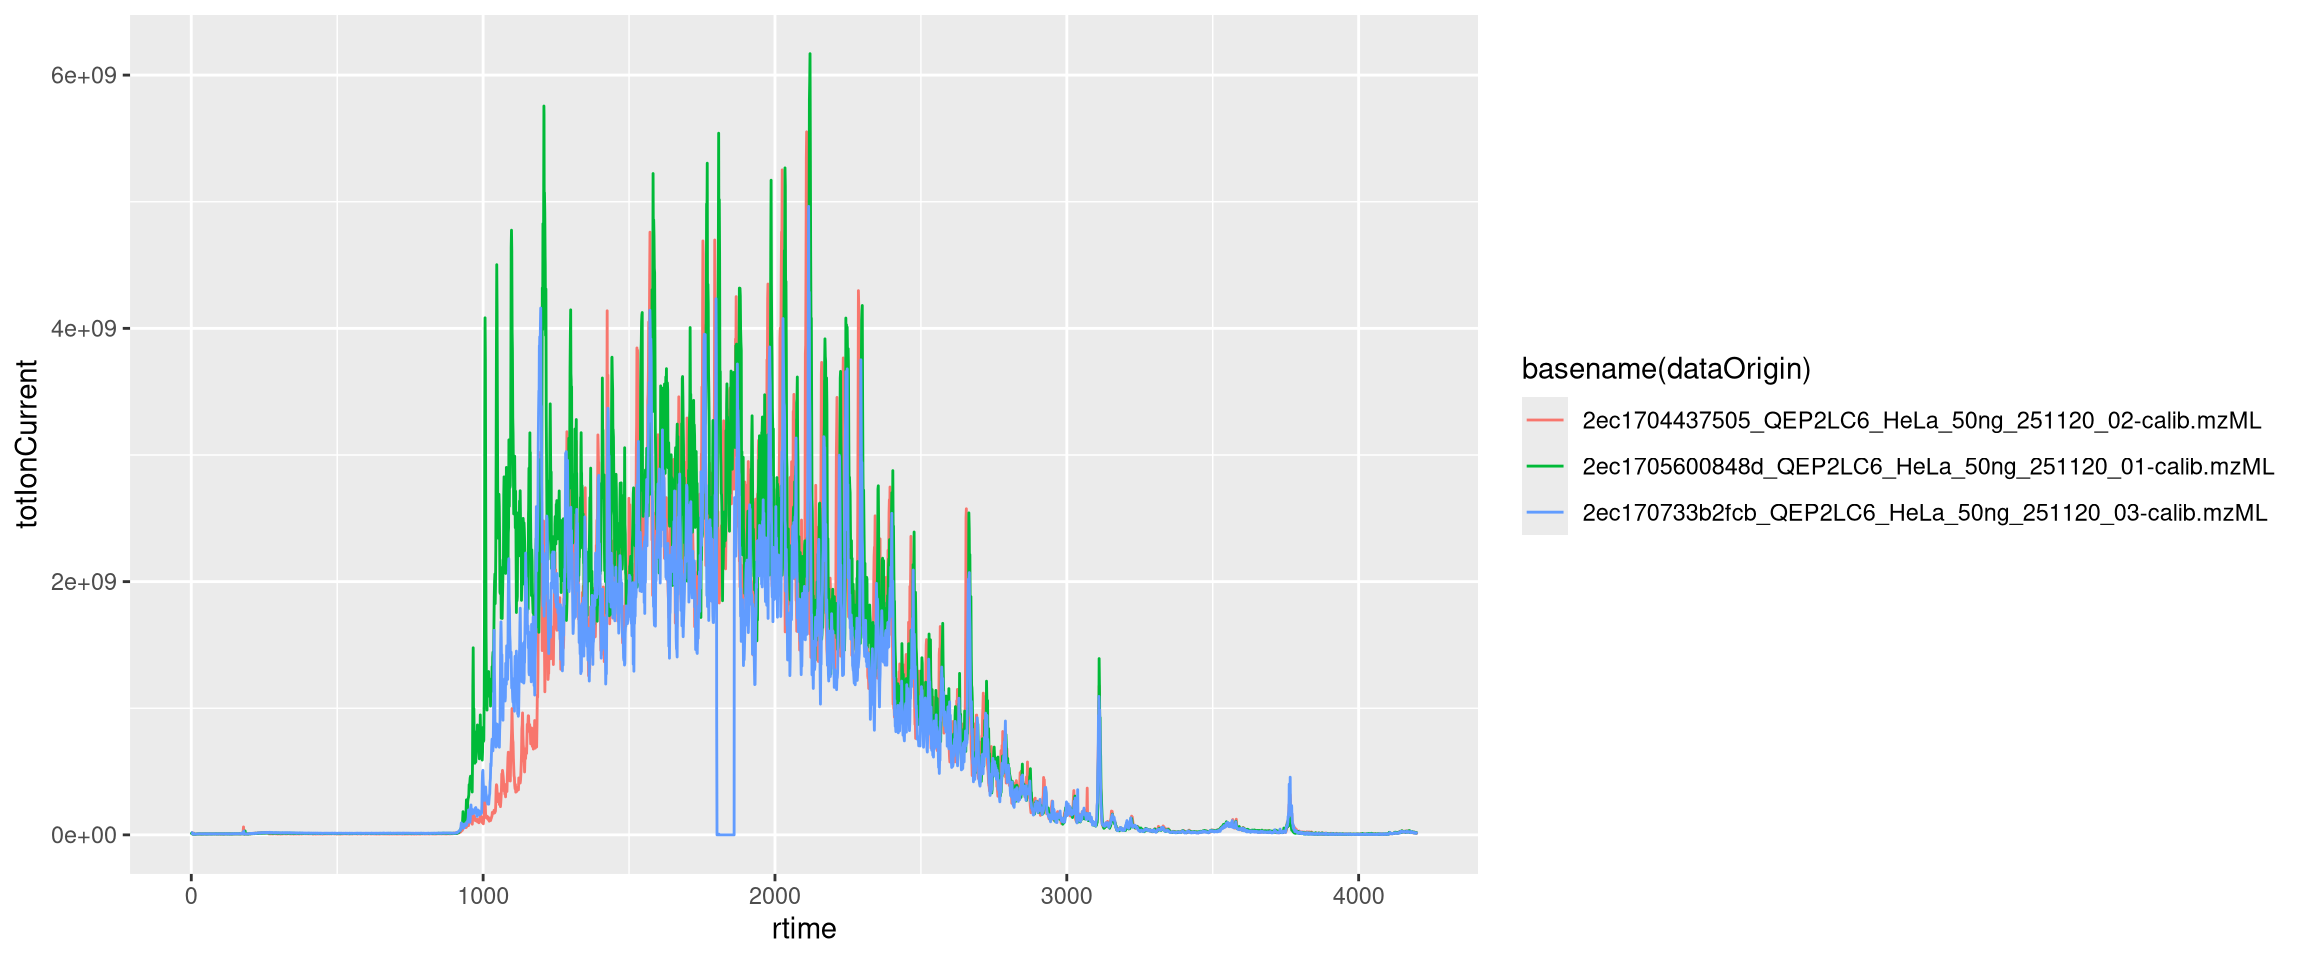 6e+09
4e+09
2e+09
0e+00
totIonCurrent
0
1000
2000
3000
4000
rtime
basename(dataOrigin)
2ec1704437505_QEP2LC6_HeLa_50ng_251120_02-calib.mzML
2ec1705600848d_QEP2LC6_HeLa_50ng_251120_01-calib.mzML
2ec170733b2fcb_QEP2LC6_HeLa_50ng_251120_03-calib.mzML